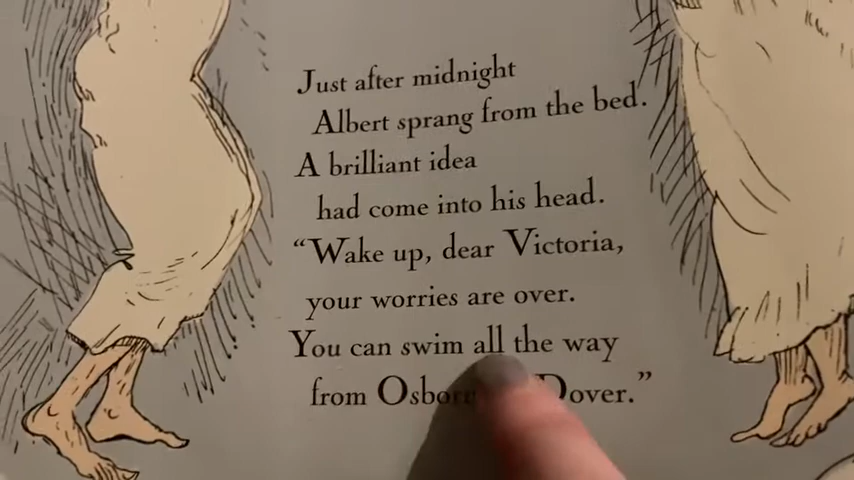 Just after midnight
Albert sprang from the bed.
A brilliant idea
had come into his head.
“Wake up, dear Victoria,
your worries are over.
You can swim all the way
from Dover.”